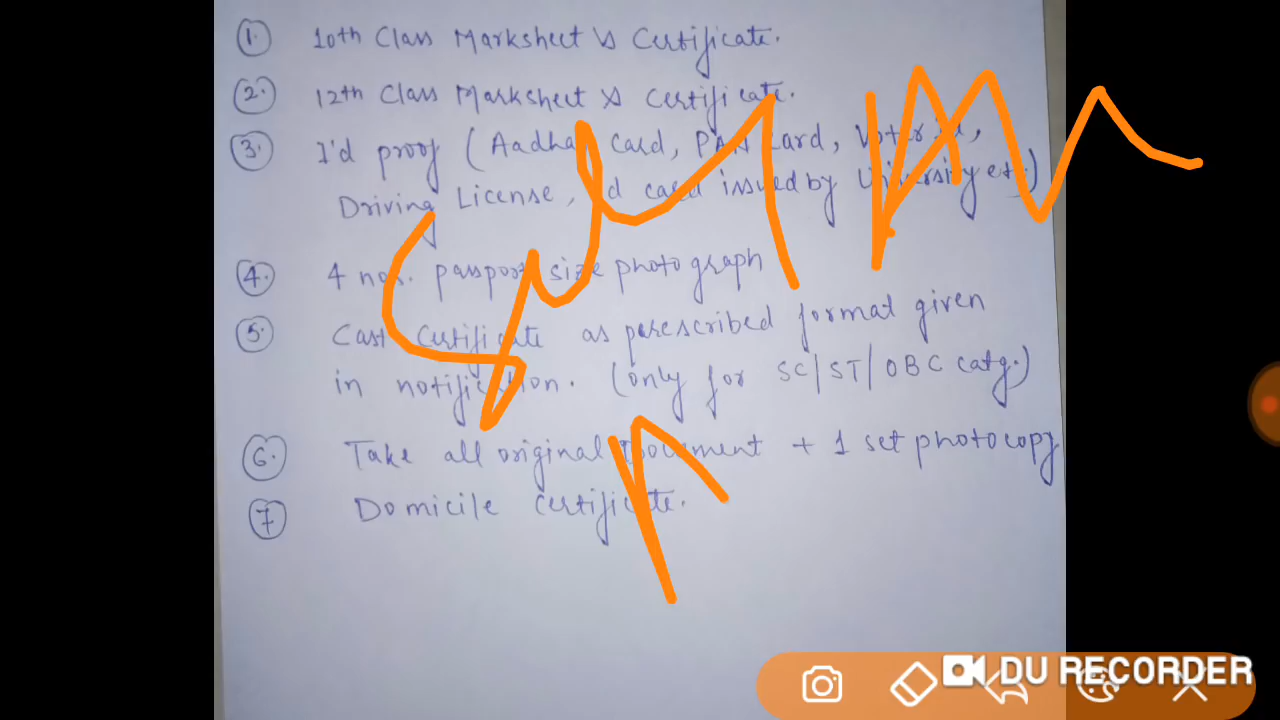 1. 10th Class Marksheet & Certificate.
2. 12th Class Marksheet & Certificate.
3. I'd proof (Aadhar Card, PAN Card, Voter id,
Driving License, Id card issued by University etc.)
4. 4 nos. passport size photograph
5. Cast Certificate as perescribed format given
in notification. (only for SC/ST/OBC catg.)
6. Take all original Document + 1 set photocopy
7 Domicile certificate.
DU RECORDER